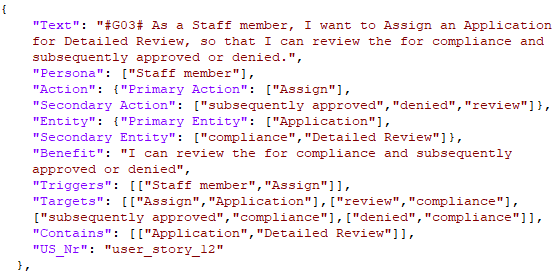 {
"Text": "#G03# As a Staff member, I want to Assign an Application
for Detailed Review, so that I can review the for compliance and
subsequently approved or denied.",
"Persona": ["Staff member"],
"Action": {"Primary Action": ["Assign"],
"Secondary Action": ["subsequently approved","denied","review"]},
"Entity": {"Primary Entity": ["Application"],
"Secondary Entity": ["compliance","Detailed Review"]},
"Benefit": "I can review the for compliance and subsequently
approved or denied",
"Triggers": [["Staff member","Assign"]],
"Targets": [["Assign","Application"],["review","compliance"],
["subsequently approved","compliance"],["denied","compliance"]],
"Contains": [["Application","Detailed Review"]],
"US_Nr": "user_story_12"
},